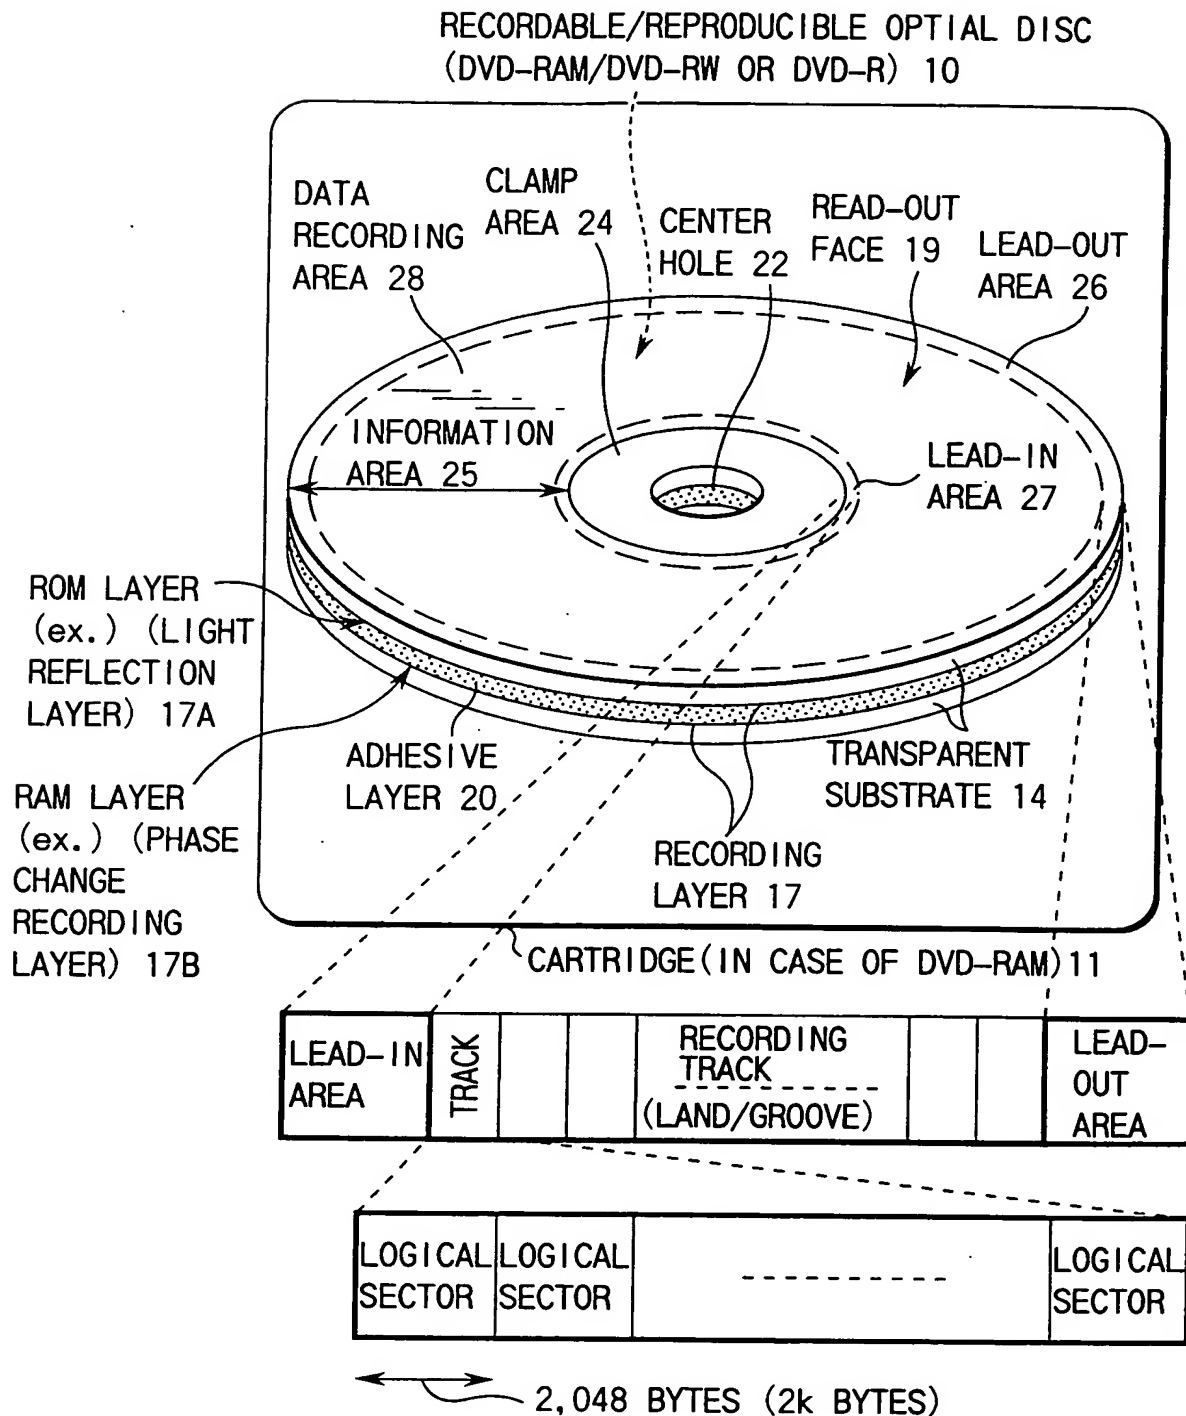 RECORDABLE/REPRODUCIBLE OPTIAL DISC
(DVD-RAM/DVD-RW OR DVD-R) 10
DATA
RECORDING
AREA 28
CLAMP
AREA 24
CENTER
HOLE 22
READ-OUT
FACE 19
LEAD-OUT
AREA 26
INFORMATION
AREA 25
LEAD-IN
AREA 27
ROM LAYER
(ex.) (LIGHT
REFLECTION
LAYER) 17A
ADHESIVE
LAYER 20
TRANSPARENT
SUBSTRATE 14
RAM LAYER
(ex.) (PHASE
CHANGE
RECORDING
LAYER) 17B
RECORDING
LAYER 17
CARTRIDGE(IN CASE OF DVD-RAM)11
LEAD-IN
AREA
TRACK
RECORDING
TRACK
(LAND/GROOVE)
LEAD-
OUT
AREA
LOGICAL
SECTOR
LOGICAL
SECTOR
LOGICAL
SECTOR
2,048 BYTES (2k BYTES)